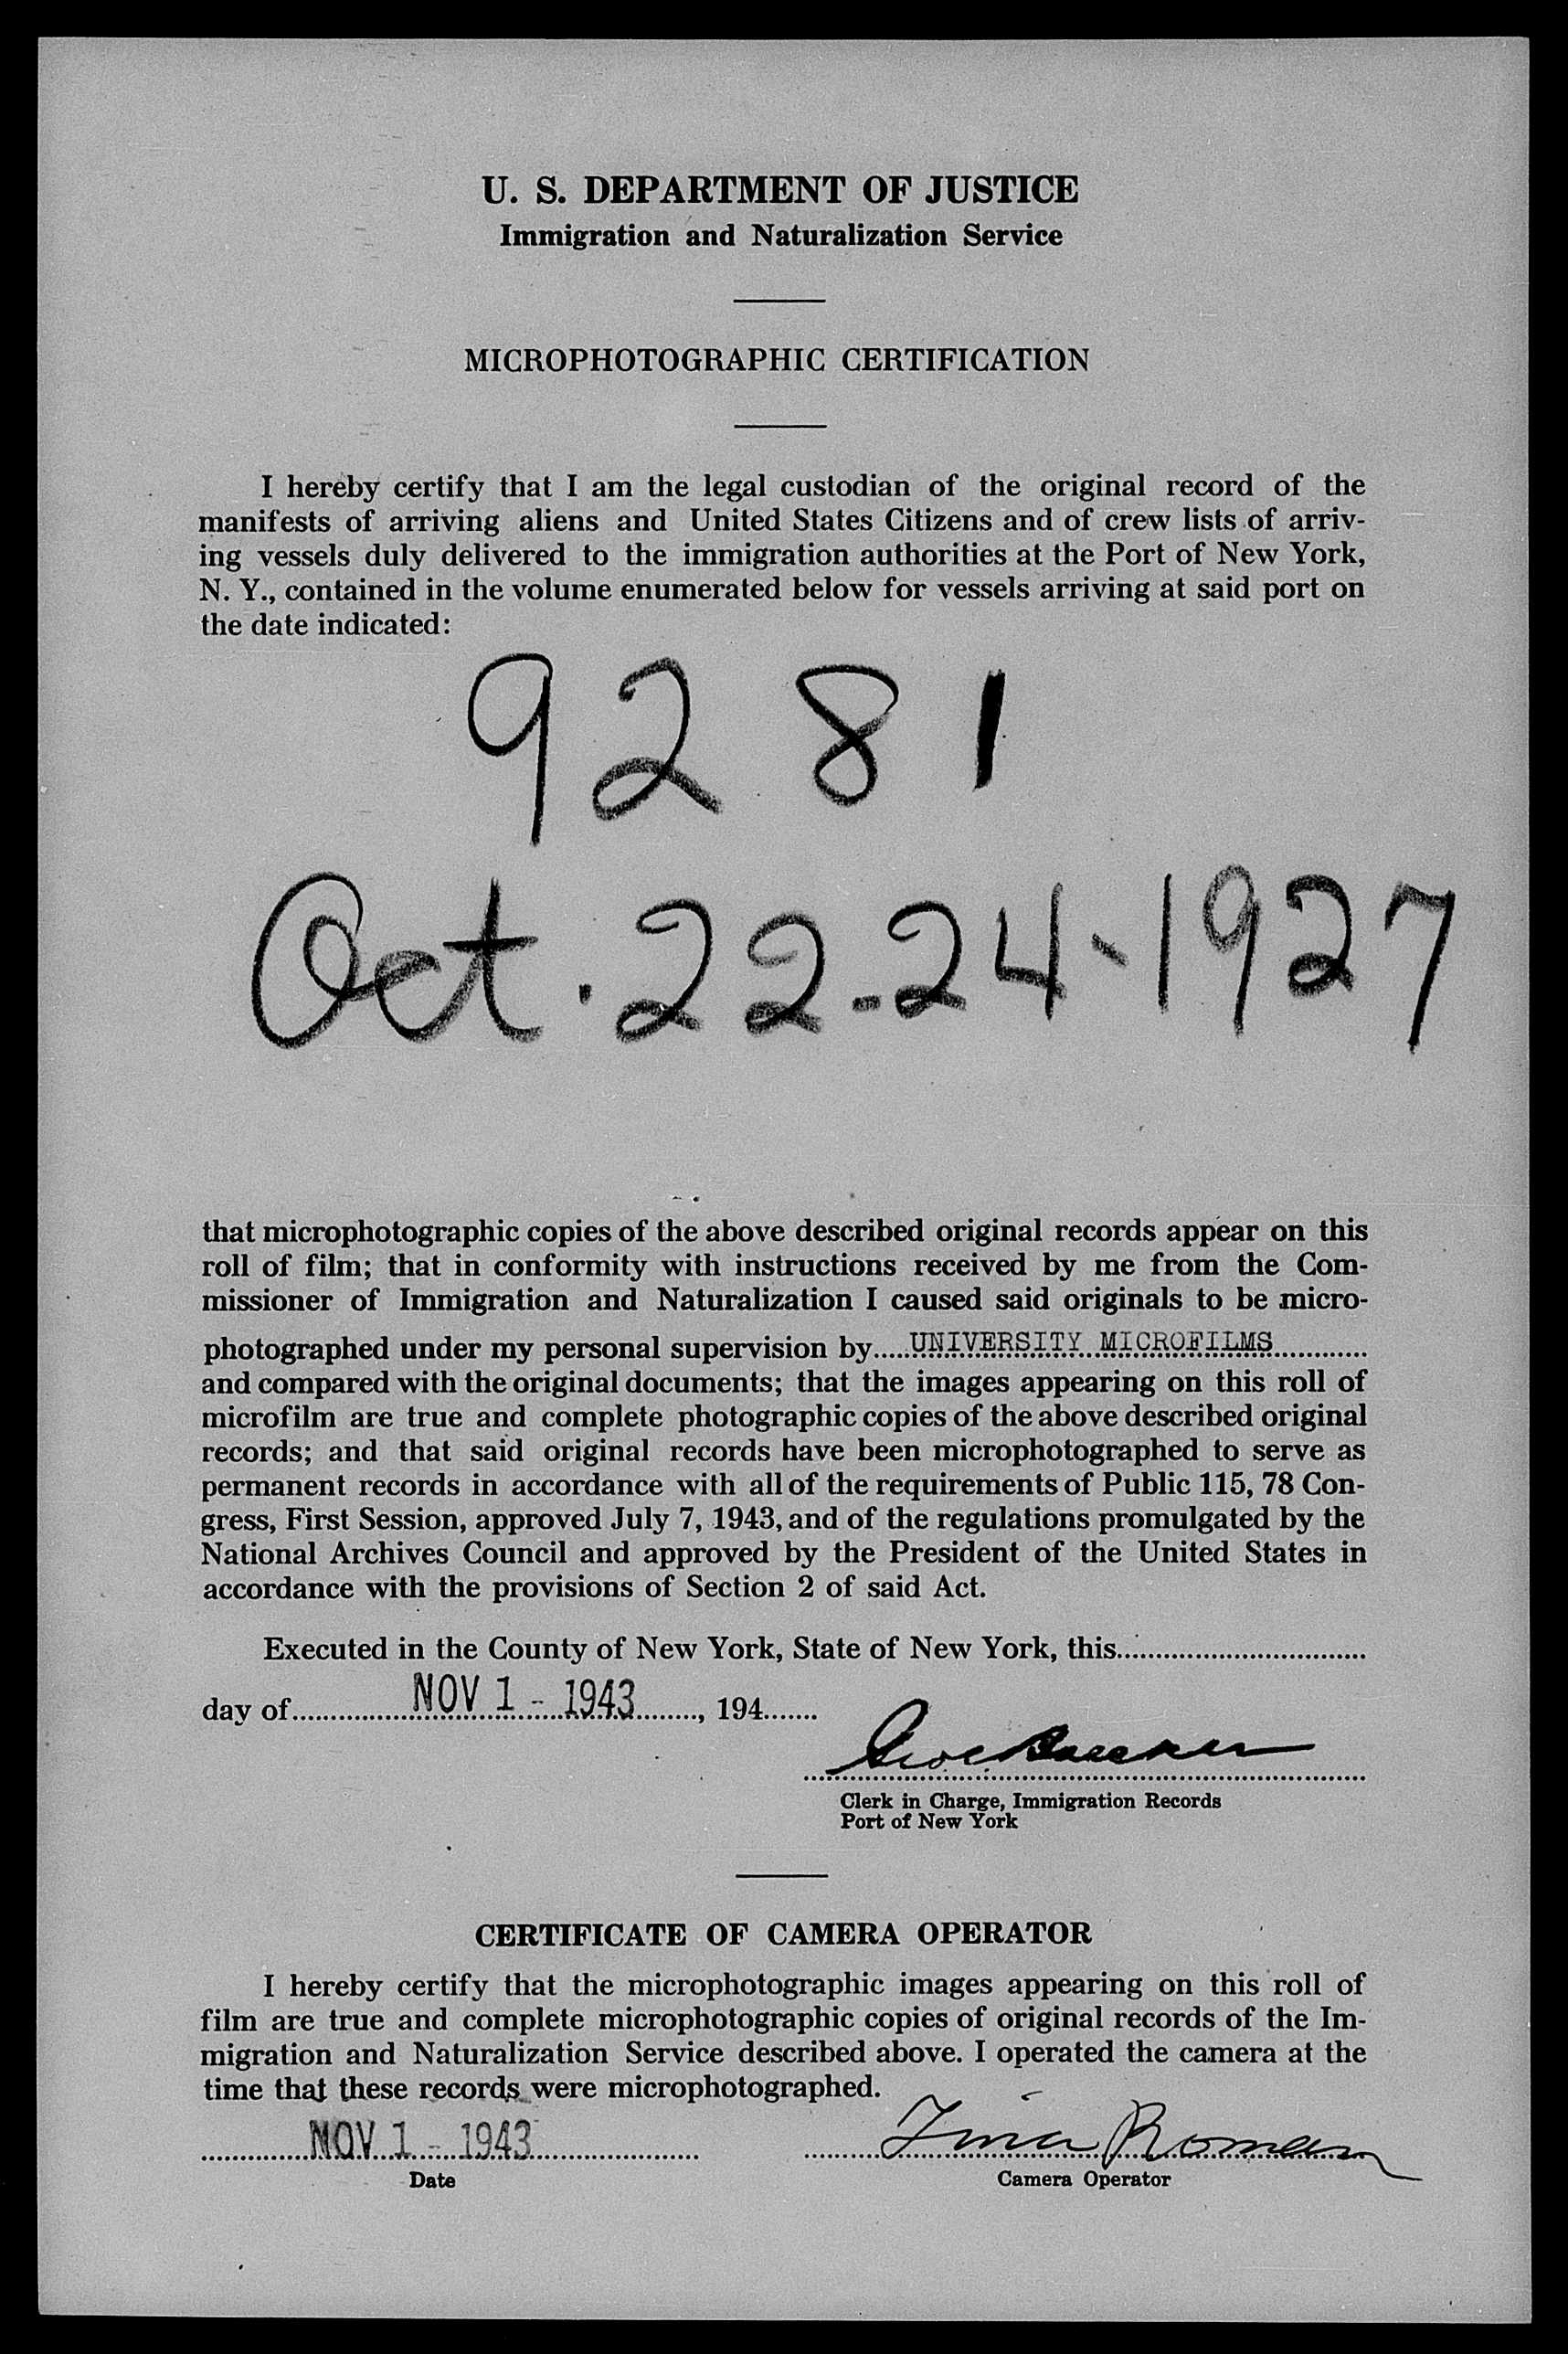 U. S. DEPARTMENT OF JUSTICE
Immigration and Naturalization Service
MICROPHOTOGRAPHIC CERTIFICATION
I hereby certify that I am the legal custodian of the original record of the
manifests of arriving aliens and United States Citizens and of crew lists of arriv-
ing vessels duly delivered to the immigration authorities at the Port of New York,
N. Y., contained in the volume enumerated below for vessels arriving at said port on
the date indicated:
9281
Oct. 22-24-1927
that microphotographic copies of the above described original records appear on this
roll of film; that in conformity with instructions received by me from the Com-
missioner of Immigration and Naturalization I caused said originals to be micro-
photographed under my personal supervision by UNIVERSITY MICROFILMS
and compared with the original documents; that the images appearing on this roll of
microfilm are true and complete photographic copies of the above described original
records; and that said original records have been microphotographed to serve as
permanent records in accordance with all of the requirements of Public 115, 78 Con-
gress, First Session, approved July 7, 1943, and of the regulations promulgated by the
National Archives Council and approved by the President of the United States in
accordance with the provisions of Section 2 of said Act.
Executed in the County of New York, State of New York, this
day of NOV 1 - 1943, 194
Clerk in Charge, Immigration Records
Port of New York
CERTIFICATE OF CAMERA OPERATOR
I hereby certify that the microphotographic images appearing on this roll of
film are true and complete microphotographic copies of original records of the Im-
migration and Naturalization Service described above. I operated the camera at the
time that these records were microphotographed.
NOV 1 - 1943 Roman
Date Camera Operator